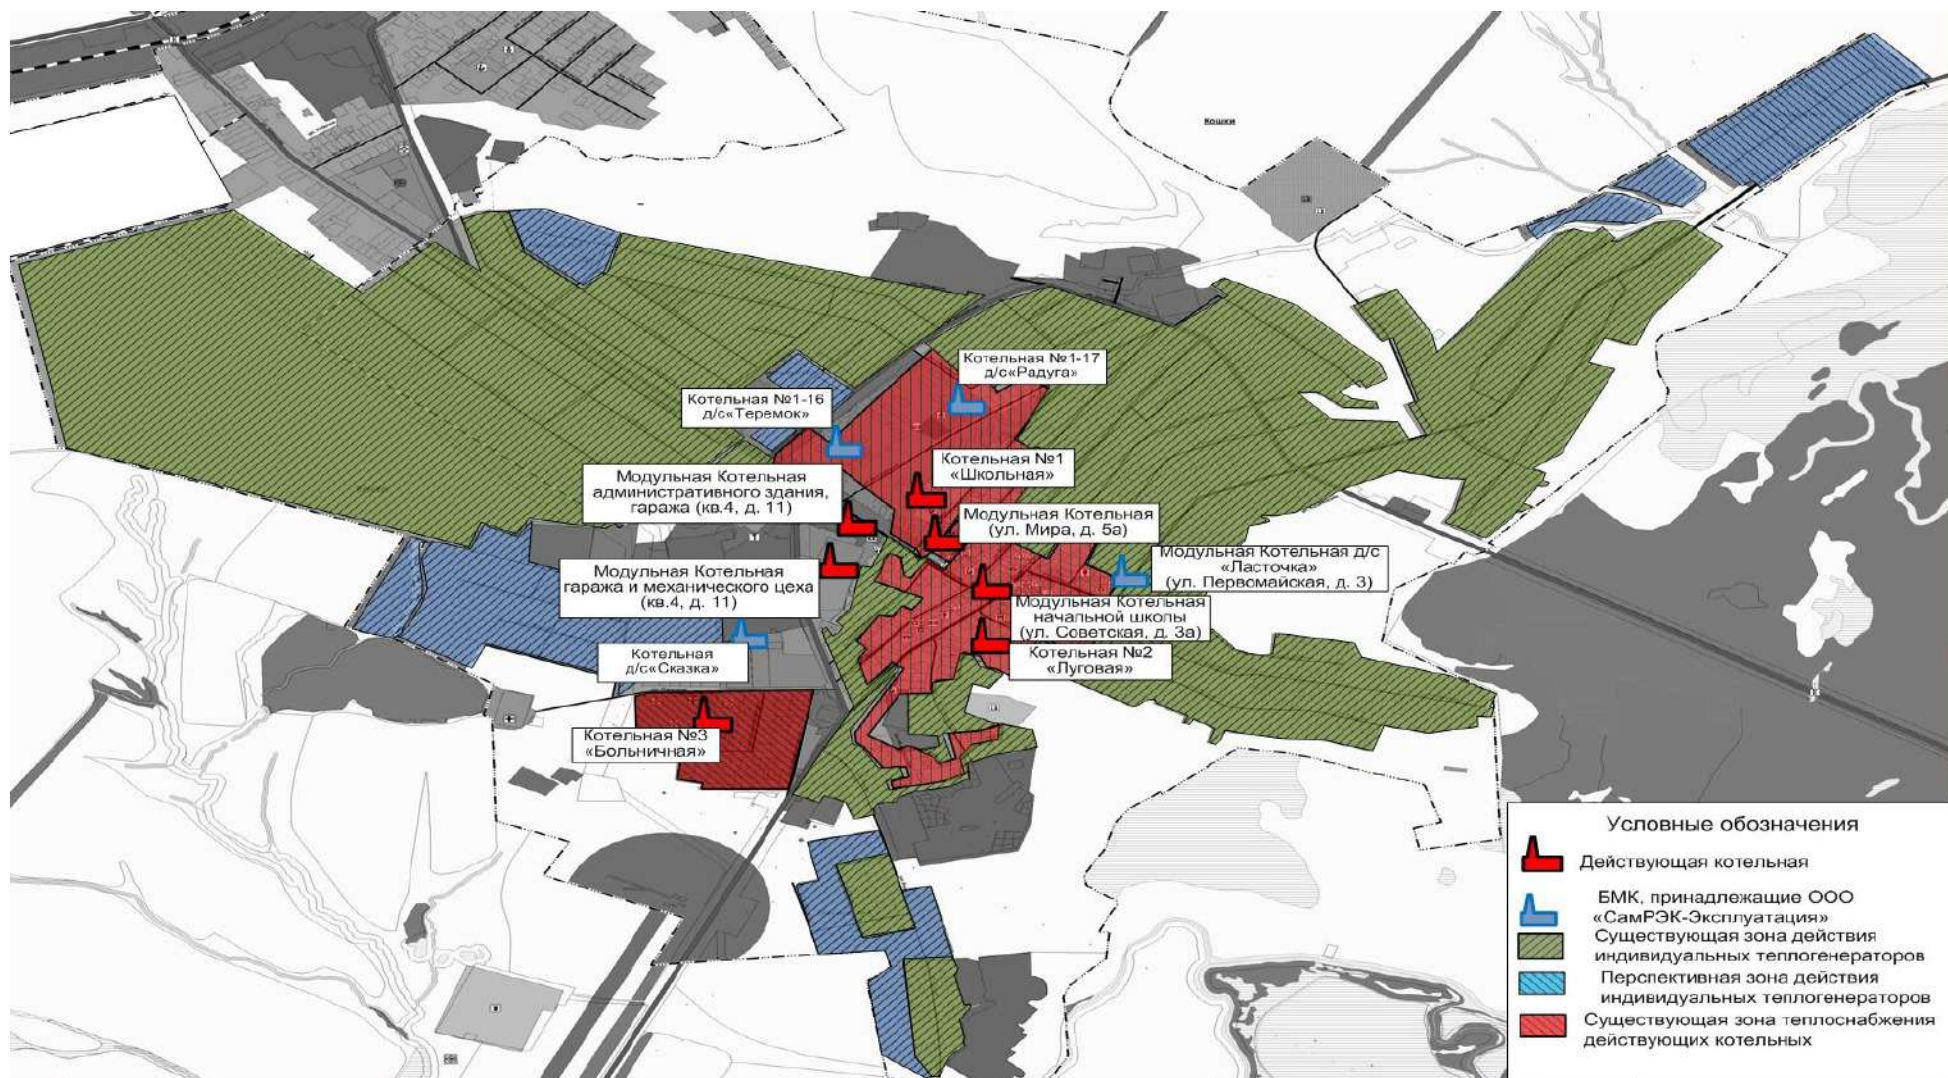 Кошки
Котельная №1-17
д/с«Радуга»
Котельная №1-16
д/с«Теремок»
Котельная №1
«Школьная»
Модульная Котельная
административного здания,
гаража (кв.4, д. 11)
Модульная Котельная
(ул. Мира, д. 5а)
Модульная Котельная д/с
«Ласточка»
(ул. Первомайская, д. 3)
Модульная Котельная
гаража и механического цеха
(кв.4, д. 11)
Модульная Котельная
начальной школы
(ул. Советская, д. 3а)
Котельная
д/с«Сказка»
Котельная №2
«Луговая»
Котельная №3
«Больничная»
Условные обозначения
Действующая котельная
БМК, принадлежащие ООО
«СамРЭК-Эксплуатация»
Существующая зона действия
индивидуальных теплогенераторов
Перспективная зона действия
индивидуальных теплогенераторов
Существующая зона теплоснабжения
действующих котельных